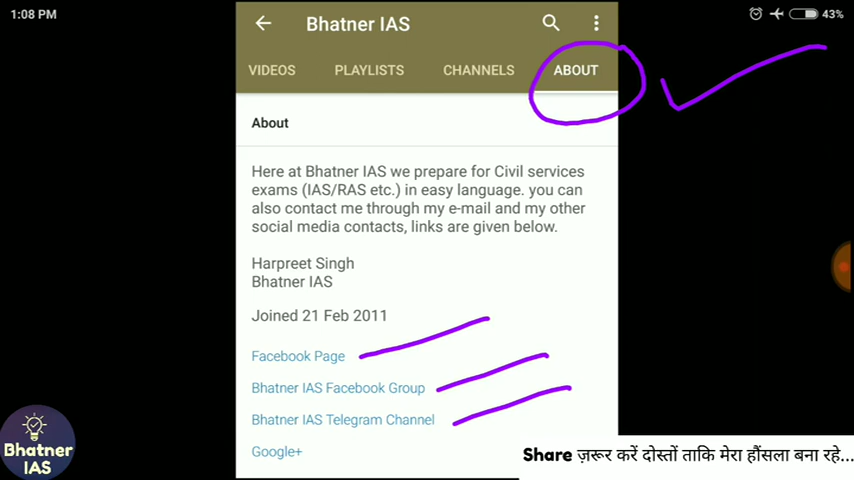 1:08 PM
43%
Bhatner IAS
VIDEOS PLAYLISTS CHANNELS ABOUT
About
Here at Bhatner IAS we prepare for Civil services
exams (IAS/RAS etc.) in easy language. you can
also contact me through my e-mail and my other
social media contacts, links are given below.
Harpreet Singh
Bhatner IAS
Joined 21 Feb 2011
Facebook Page
Bhatner IAS Facebook Group
Bhatner IAS Telegram Channel
Google+
Bhatner
IAS
Share ज़रूर करें दोस्तों ताकि मेरा हौंसला बना रहे...